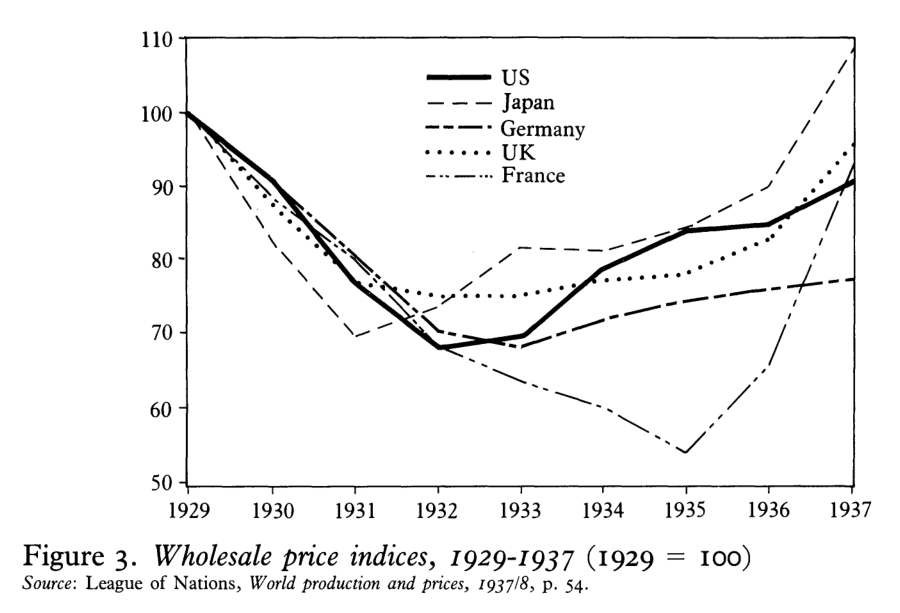 110
100
90
80
70
60
50
US
Japan
Germany
UK
France
1929 1930 1931 1932 1933 1934 1935 1936 1937
Figure 3. Wholesale price indices, 1929-1937 (1929 = 100)
Source: League of Nations, World production and prices, 1937/8, p. 54.